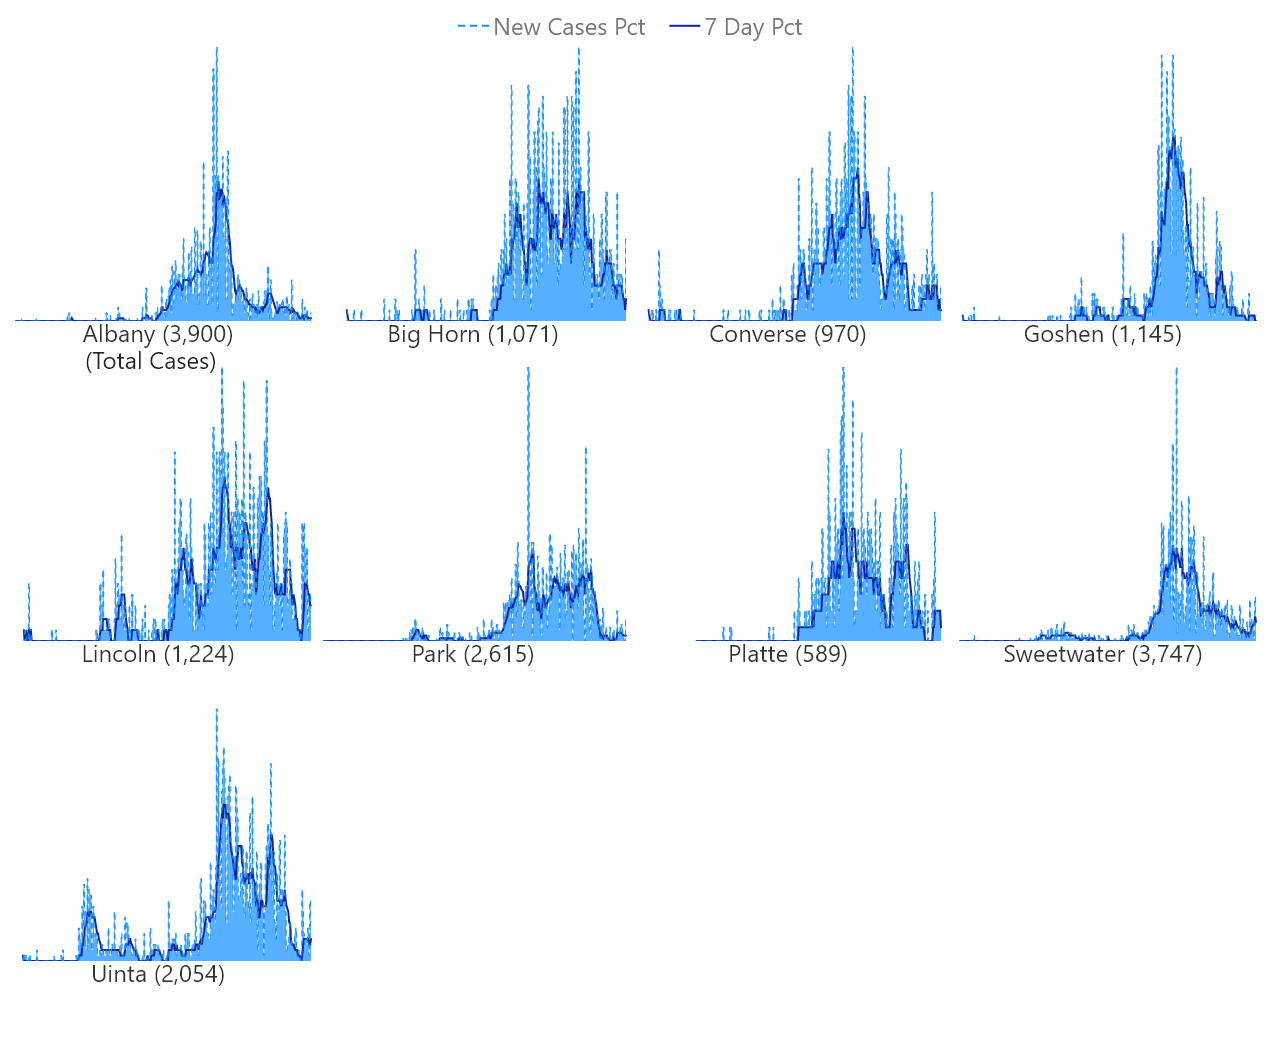 New Cases Pct 7 Day Pct
Albany (3,900)
(Total Cases)
Big Horn (1,071)
Converse (970)
Goshen (1,145)
Lincoln (1,224)
Park (2,615)
Platte (589)
Sweetwater (3,747)
Uinta (2,054)